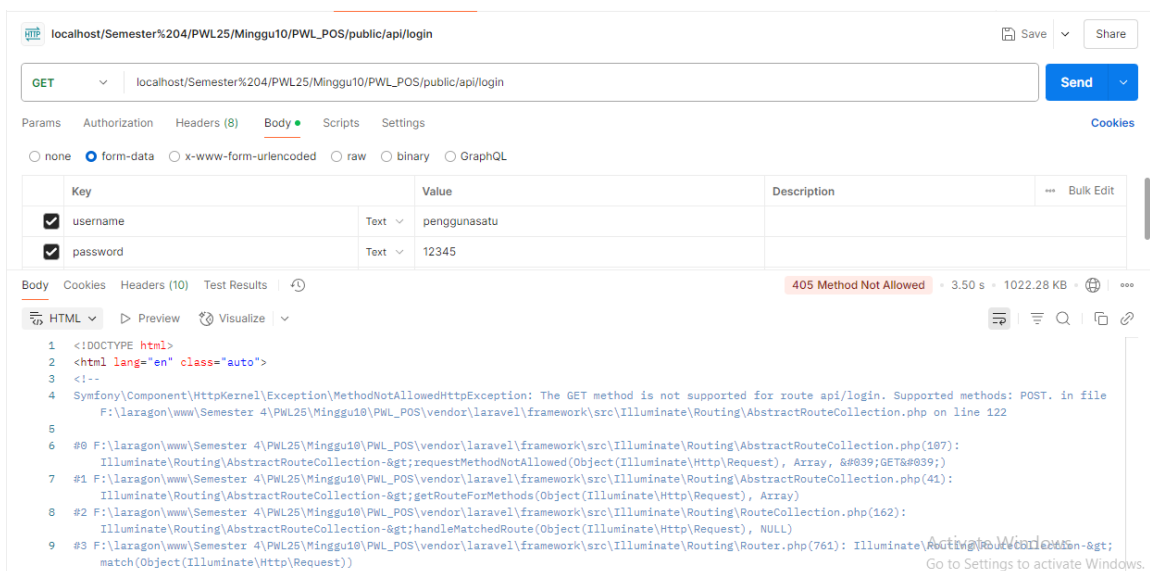 HTTP localhost/Semester%204/PWL25/Minggu10/PWL_POS/public/api/login Save Share
GET localhost/Semester%204/PWL25/Minggu10/PWL_POS/public/api/login Send
Params Authorization Headers (8) Body Scripts Settings Cookies
none form-data x-www-form-urlencoded raw binary GraphQL
Key Value Description Bulk Edit
username Text penggunasatu
password Text 12345
Body Cookies Headers (10) Test Results 405 Method Not Allowed 3.50 s 1022.28 KB
HTML Preview Visualize
1 <!DOCTYPE html>
2 <html lang="en" class="auto">
3 <!--
4 Symfony\Component\HttpKernel\Exception\MethodNotAllowedHttpException: The GET method is not supported for route api/login. Supported methods: POST. in file
F:\laragon\www\Semester 4\PWL25\Minggu10\PWL_POS\vendor\laravel\framework\src\Illuminate\Routing\AbstractRouteCollection.php on line 122
5
6 #0 F:\laragon\www\Semester 4\PWL25\Minggu10\PWL_POS\vendor\laravel\framework\src\Illuminate\Routing\AbstractRouteCollection.php(107):
Illuminate\Routing\AbstractRouteCollection-&gt;requestMethodNotAllowed(Object(Illuminate\Http\Request), Array, &#039;GET&#039;)
7 #1 F:\laragon\www\Semester 4\PWL25\Minggu10\PWL_POS\vendor\laravel\framework\src\Illuminate\Routing\AbstractRouteCollection.php(41):
Illuminate\Routing\AbstractRouteCollection-&gt;getRouteForMethods(Object(Illuminate\Http\Request), Array)
8 #2 F:\laragon\www\Semester 4\PWL25\Minggu10\PWL_POS\vendor\laravel\framework\src\Illuminate\Routing\RouteCollection.php(162):
Illuminate\Routing\AbstractRouteCollection-&gt;handleMatchedRoute(Object(Illuminate\Http\Request), NULL)
9 #3 F:\laragon\www\Semester 4\PWL25\Minggu10\PWL_POS\vendor\laravel\framework\src\Illuminate\Routing\Router.php(761): Illuminate\Routing\RouteCollection-&gt;
match(Object(Illuminate\Http\Request))
Activate Windows
Go to Settings to activate Windows.